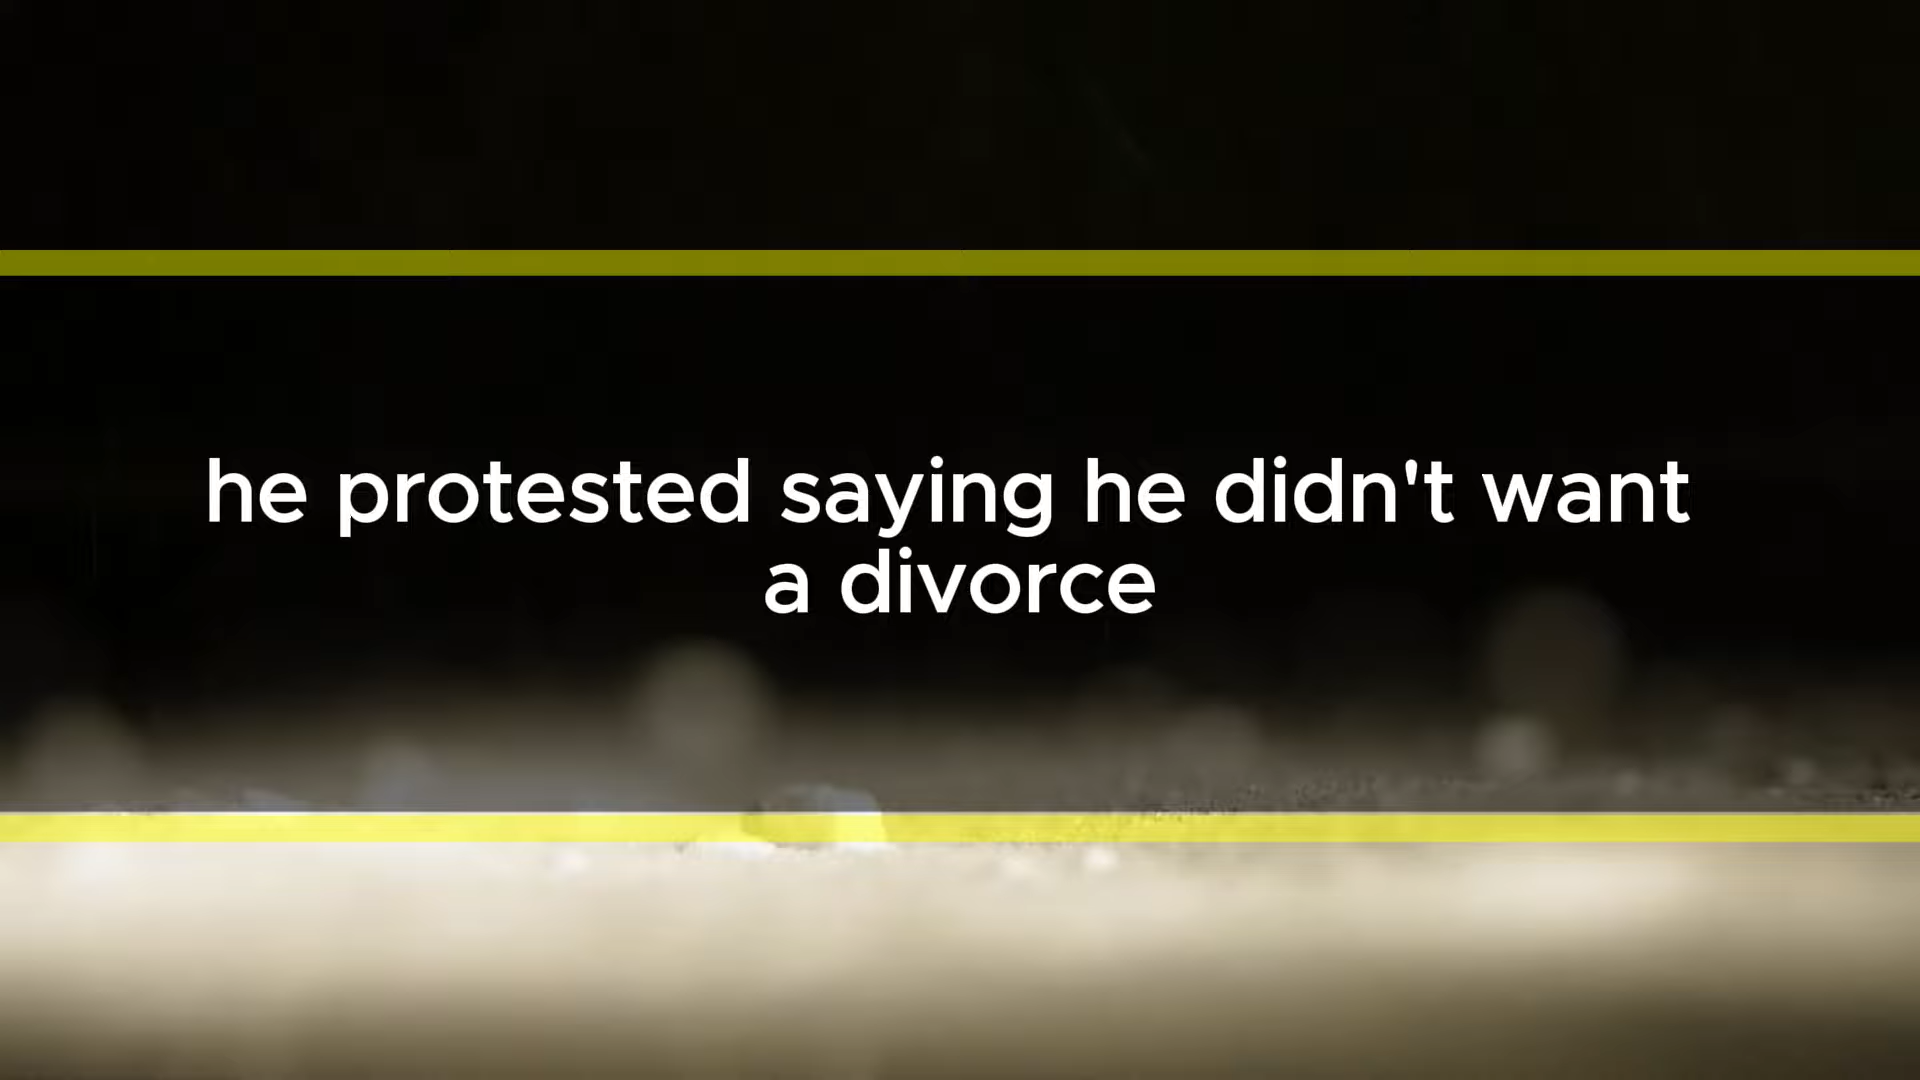 he protested saying he didn't want
a divorce